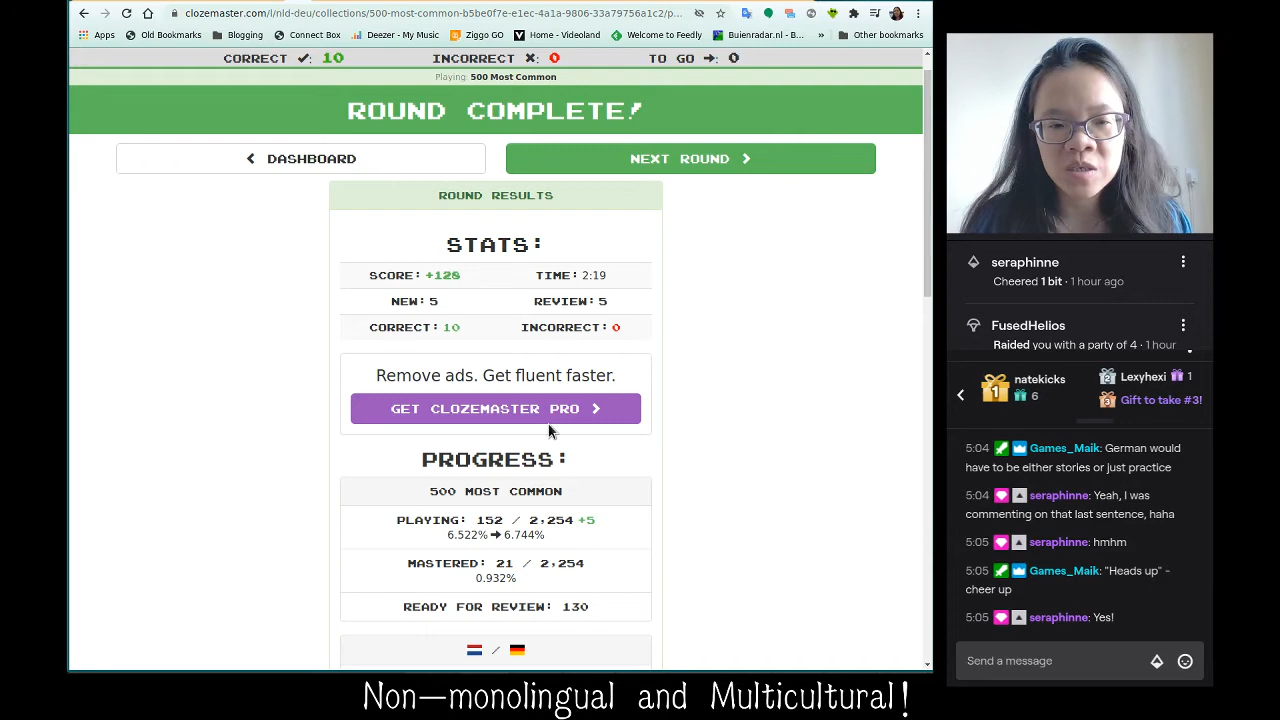 clozemaster.com/l/nld-deu/collections/500-most-common-b5be0f7e-e1ec-4a1a-9806-33a79756a1c2/p...
Apps Old Bookmarks Blogging Connect Box Deezer - My Music Ziggo GO Home - Videoland Welcome to Feedly Buienradar.nl - B... » Other bookmarks
CORRECT ✔: 10 INCORRECT ✖: 0 TO GO ➔: 0
Playing: 500 Most Common
ROUND COMPLETE!
DASHBOARD NEXT ROUND
ROUND RESULTS
STATS:
SCORE: +128 TIME: 2:19
NEW: 5 REVIEW: 5
CORRECT: 10 INCORRECT: 0
Remove ads. Get fluent faster.
GET CLOZEMASTER PRO
PROGRESS:
500 MOST COMMON
PLAYING: 152 / 2,254 +5
6.522% ➔ 6.744%
MASTERED: 21 / 2,254
0.932%
READY FOR REVIEW: 130
/
seraphinne
Cheered 1 bit · 1 hour ago
FusedHelios
Raided you with a party of 4 · 1 hour
1 natekicks 6
2 Lexyhexi 1
3 Gift to take #3!
5:04 Games_Maik: German would
have to be either stories or just practice
5:04 seraphinne: Yeah, I was
commenting on that last sentence, haha
5:05 seraphinne: hmhm
5:05 Games_Maik: "Heads up" -
cheer up
5:05 seraphinne: Yes!
Send a message
Non-monolingual and Multicultural!